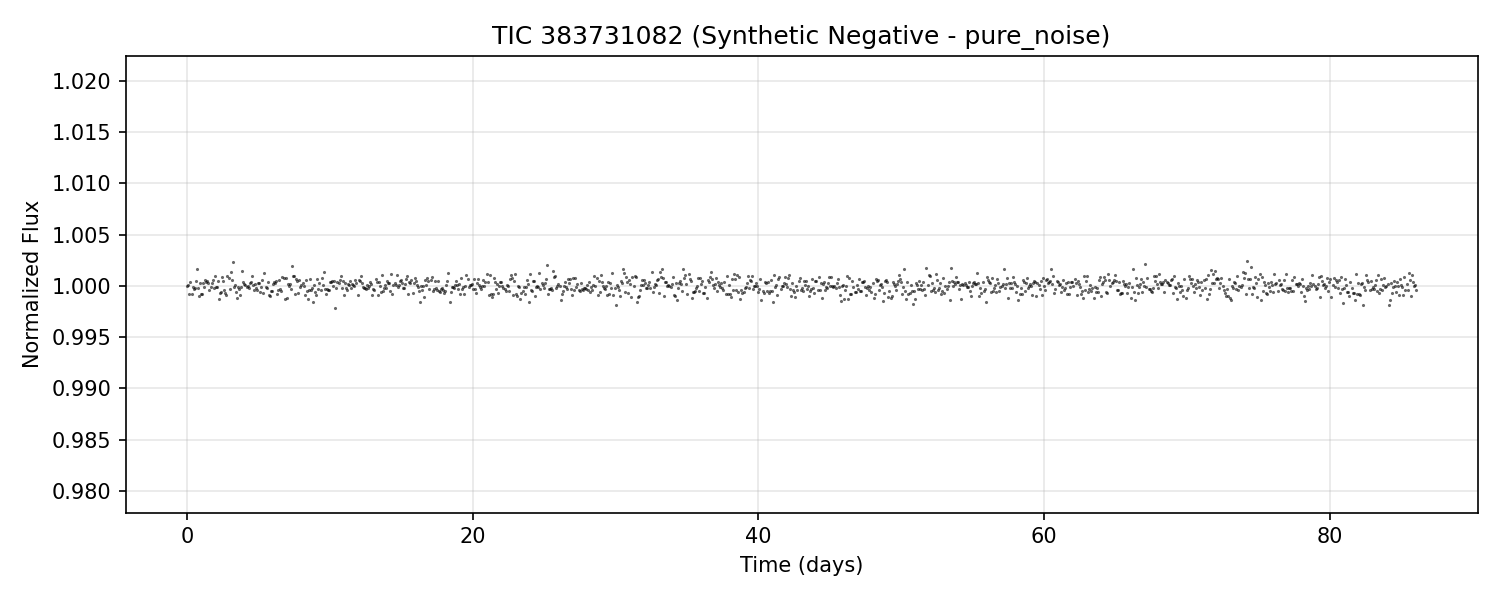 TIC 383731082 (Synthetic Negative - pure_noise)
1.020
1.015
1.010
1.005
1.000
0.995
0.990
0.985
0.980
Normalized Flux
0 20 40 60 80
Time (days)